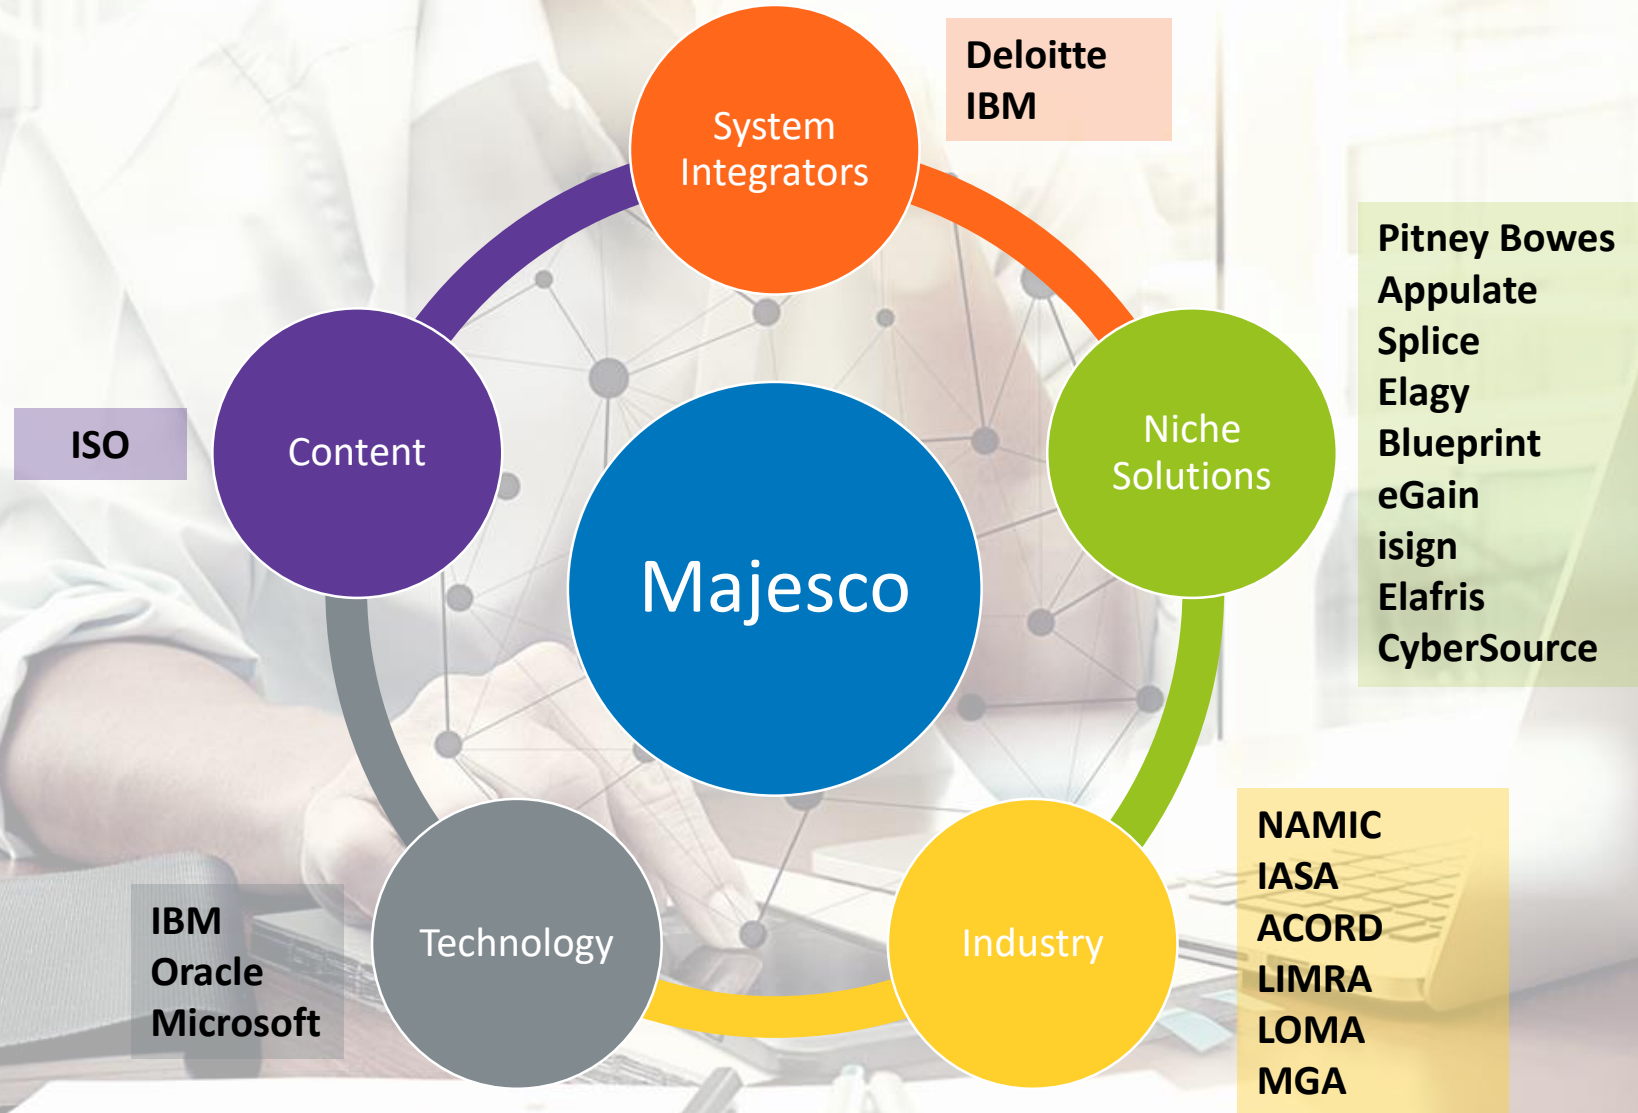 System
Integrators
Deloitte
IBM
Niche
Solutions
Pitney Bowes
Appulate
Splice
Elagy
Blueprint
eGain
isign
Elafris
CyberSource
Content
ISO
Majesco
Technology
IBM
Oracle
Microsoft
Industry
NAMIC
IASA
ACORD
LIMRA
LOMA
MGA